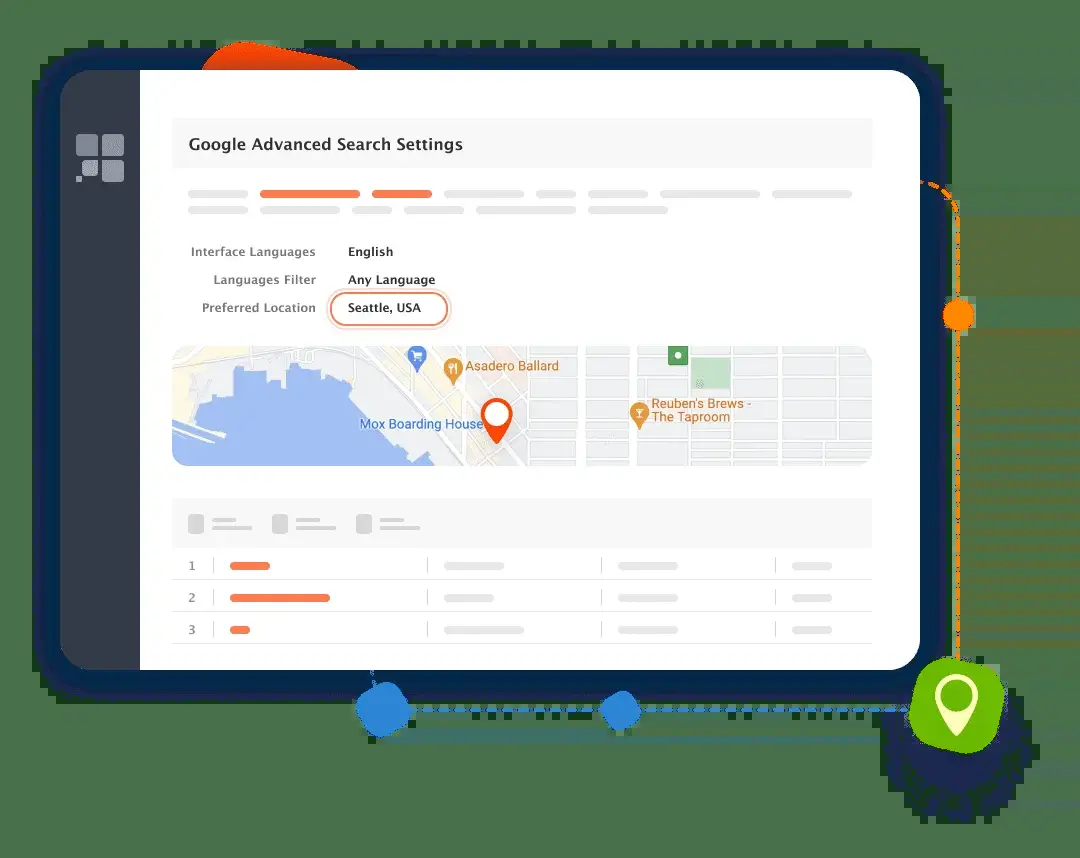 Google Advanced Search Settings
Interface Languages English
Languages Filter Any Language
Preferred Location Seattle, USA
Asadero Ballard
Reuben's Brews -
The Taproom
Mox Boarding House
1
2
3